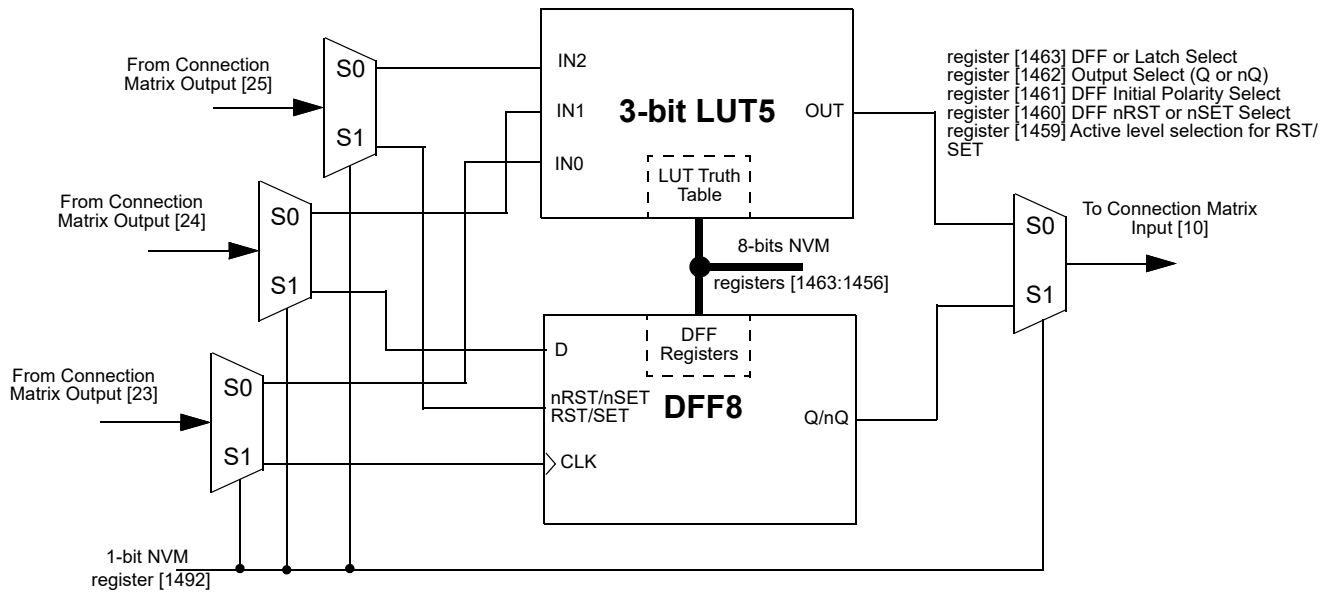 From Connection
Matrix Output [25]
S0
S1
IN2
IN1
IN0
3-bit LUT5
OUT
LUT Truth
Table
register [1463] DFF or Latch Select
register [1462] Output Select (Q or nQ)
register [1461] DFF Initial Polarity Select
register [1460] DFF nRST or nSET Select
register [1459] Active level selection for RST/
SET
From Connection
Matrix Output [24]
S0
S1
8-bits NVM
registers [1463:1456]
S0
S1
To Connection Matrix
Input [10]
From Connection
Matrix Output [23]
S0
S1
D
nRST/nSET
RST/SET
CLK
DFF
Registers
DFF8
Q/nQ
1-bit NVM
register [1492]